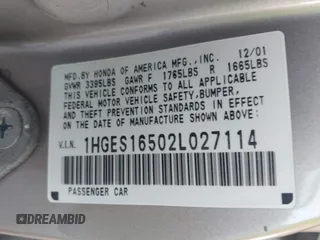 MFD.BY HONDA OF AMERICA MFG.,INC. 12/01
GVWR 3395LBS GAWR F 1765LBS R 1665LBS
THIS VEHICLE CONFORMS TO ALL APPLICABLE
FEDERAL MOTOR VEHICLE SAFETY,BUMPER,
AND THEFT PREVENTION STANDARDS IN
EFFECT ON THE DATE OF MANUFACTURE SHOWN
ABOVE.
V.I.N. 1HGES16502L027114
PASSENGER CAR
DREAMBID